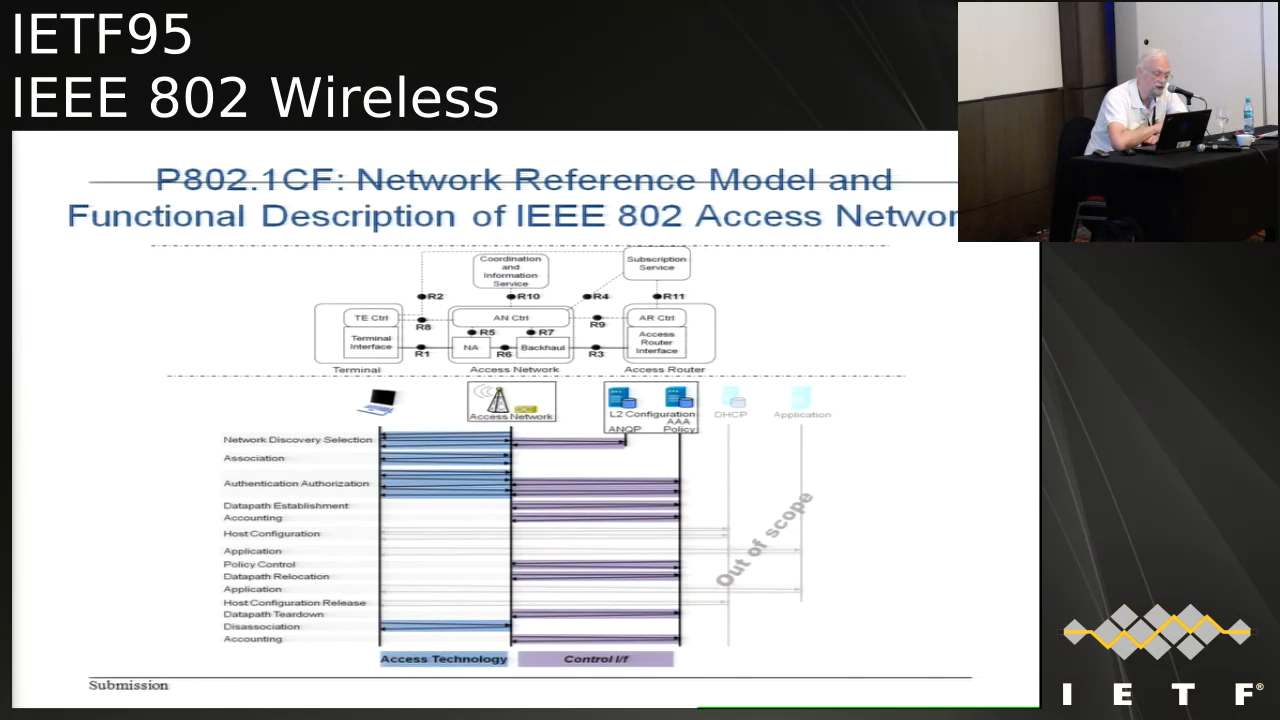 IETF95
IEEE 802 Wireless
P802.1CF: Network Reference Model and
Functional Description of IEEE 802 Access Networ
Coordination
and
Information
Service
Subscription
Service
R2
R10
R4
R11
TE Ctrl
R8
AN Ctrl
R9
AR Ctrl
R5
R7
Terminal
Interface
R1
NA
R6
Backhaul
R3
Access
Router
Interface
Terminal
Access Network
Access Router
Access Network
L2 Configuration
ANQP
AAA
Policy
DHCP
Application
Network Discovery Selection
Association
Authentication Authorization
Datapath Establishment
Accounting
Host Configuration
Application
Policy Control
Datapath Relocation
Application
Host Configuration Release
Datapath Teardown
Disassociation
Accounting
Out of scope
Access Technology
Control I/f
Submission
I E T F®